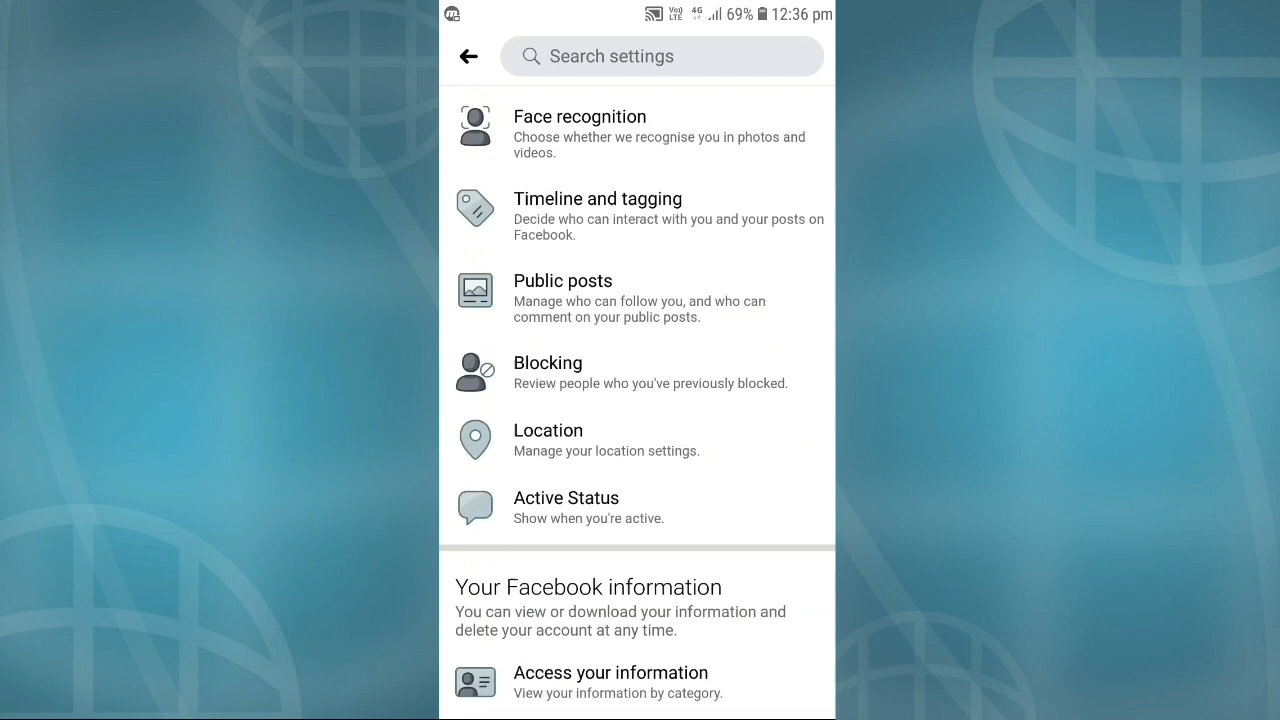 Vo)) 4G 69% 12:36 pm
LTE
Search settings
Face recognition
Choose whether we recognise you in photos and
videos.
Timeline and tagging
Decide who can interact with you and your posts on
Facebook.
Public posts
Manage who can follow you, and who can
comment on your public posts.
Blocking
Review people who you've previously blocked.
Location
Manage your location settings.
Active Status
Show when you're active.
Your Facebook information
You can view or download your information and
delete your account at any time.
Access your information
View your information by category.